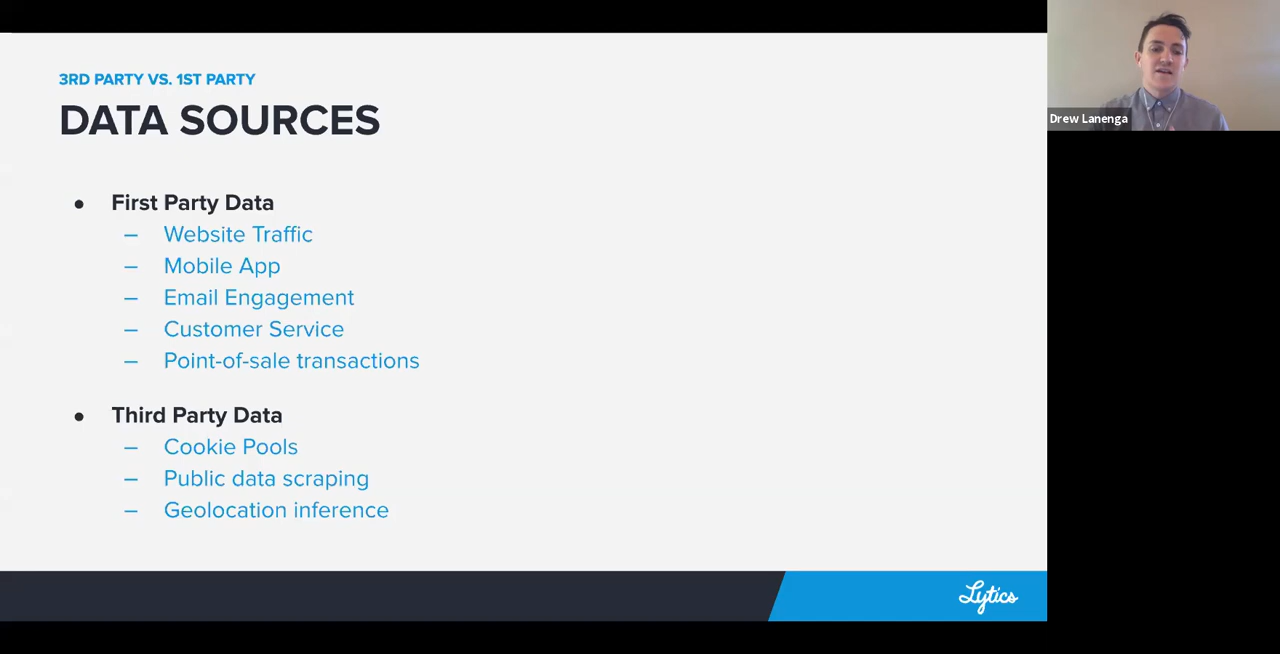 3RD PARTY VS. 1ST PARTY
DATA SOURCES
● First Party Data
– Website Traffic
– Mobile App
– Email Engagement
– Customer Service
– Point-of-sale transactions
● Third Party Data
– Cookie Pools
– Public data scraping
– Geolocation inference
Lytics
Drew Lanenga